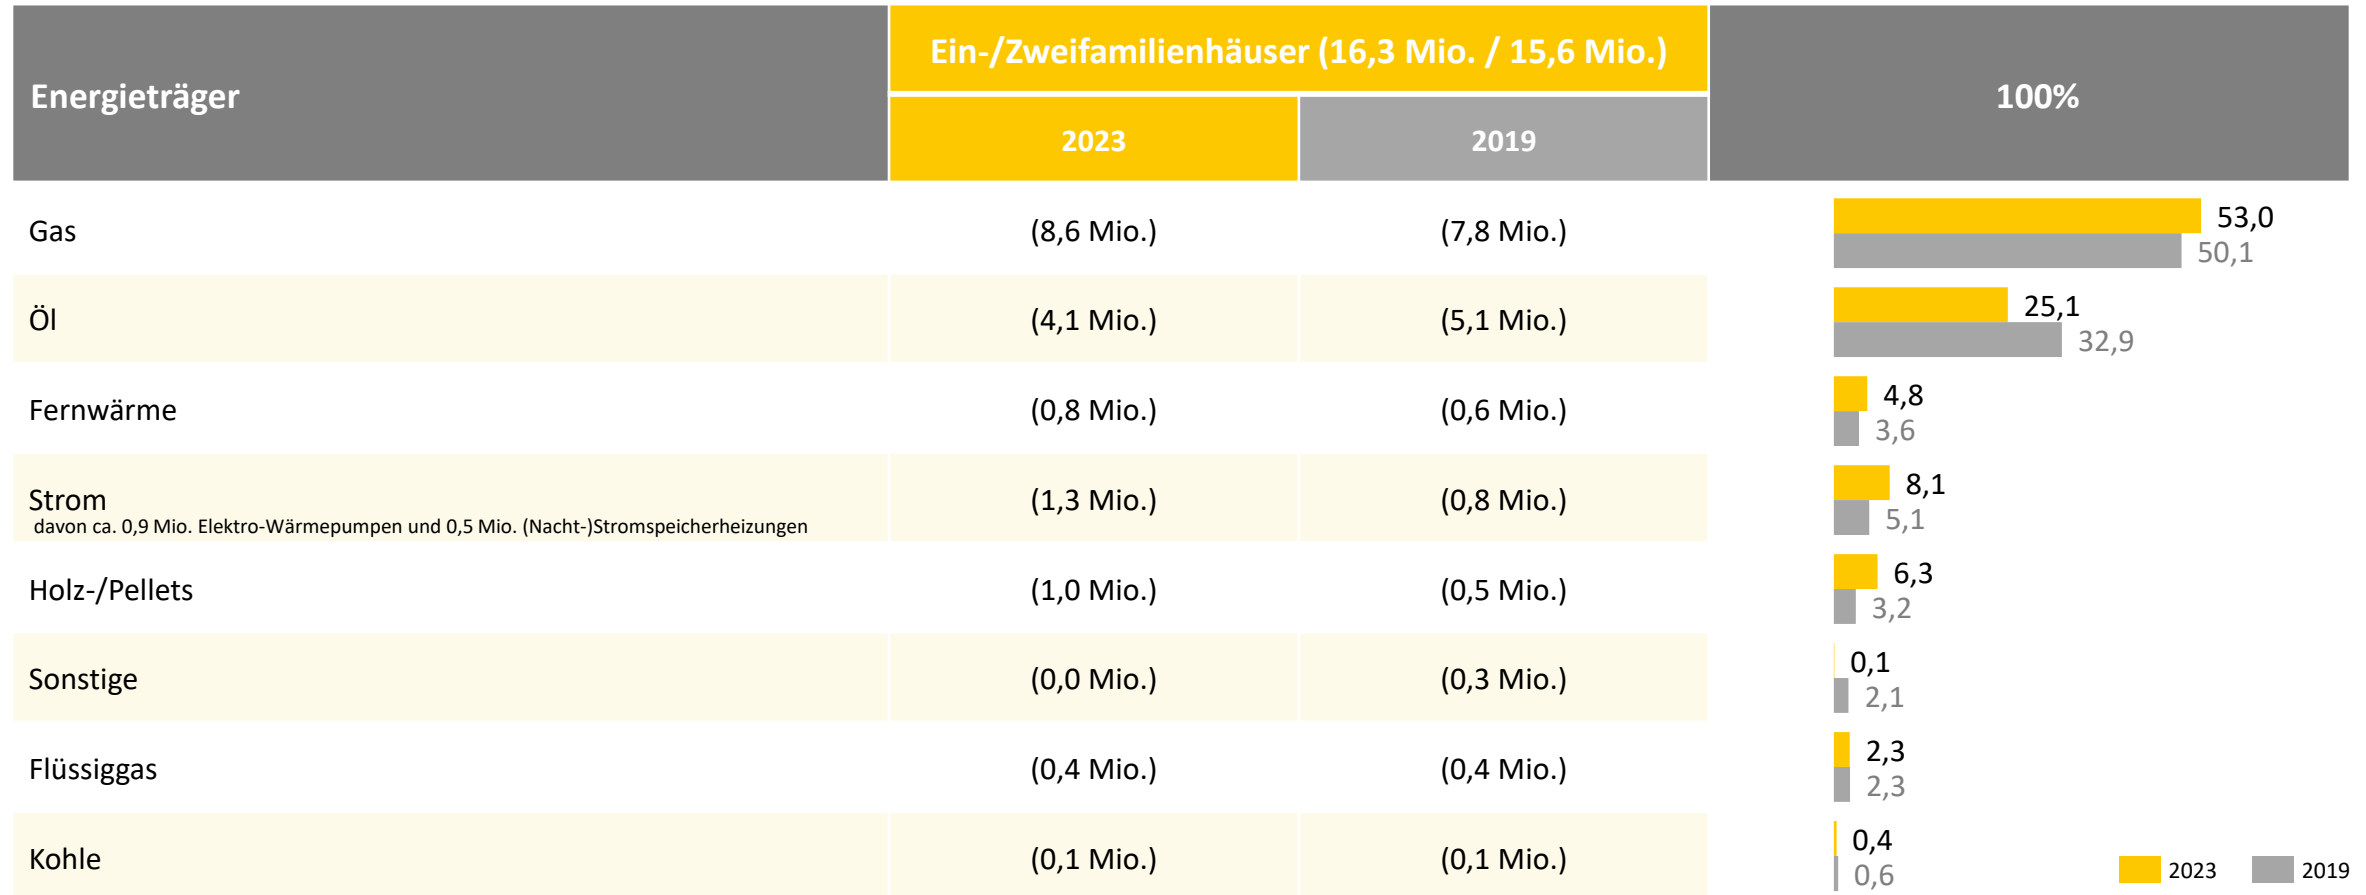 Energieträger
Ein-/Zweifamilienhäuser (16,3 Mio. / 15,6 Mio.)
100%
2023
2019
Gas
(8,6 Mio.)
(7,8 Mio.)
53,0
50,1
Öl
(4,1 Mio.)
(5,1 Mio.)
25,1
32,9
Fernwärme
(0,8 Mio.)
(0,6 Mio.)
4,8
3,6
Strom
davon ca. 0,9 Mio. Elektro-Wärmepumpen und 0,5 Mio. (Nacht-)Stromspeicherheizungen
(1,3 Mio.)
(0,8 Mio.)
8,1
5,1
Holz-/Pellets
(1,0 Mio.)
(0,5 Mio.)
6,3
3,2
Sonstige
(0,0 Mio.)
(0,3 Mio.)
0,1
2,1
Flüssiggas
(0,4 Mio.)
(0,4 Mio.)
2,3
2,3
Kohle
(0,1 Mio.)
(0,1 Mio.)
0,4
0,6
2023
2019